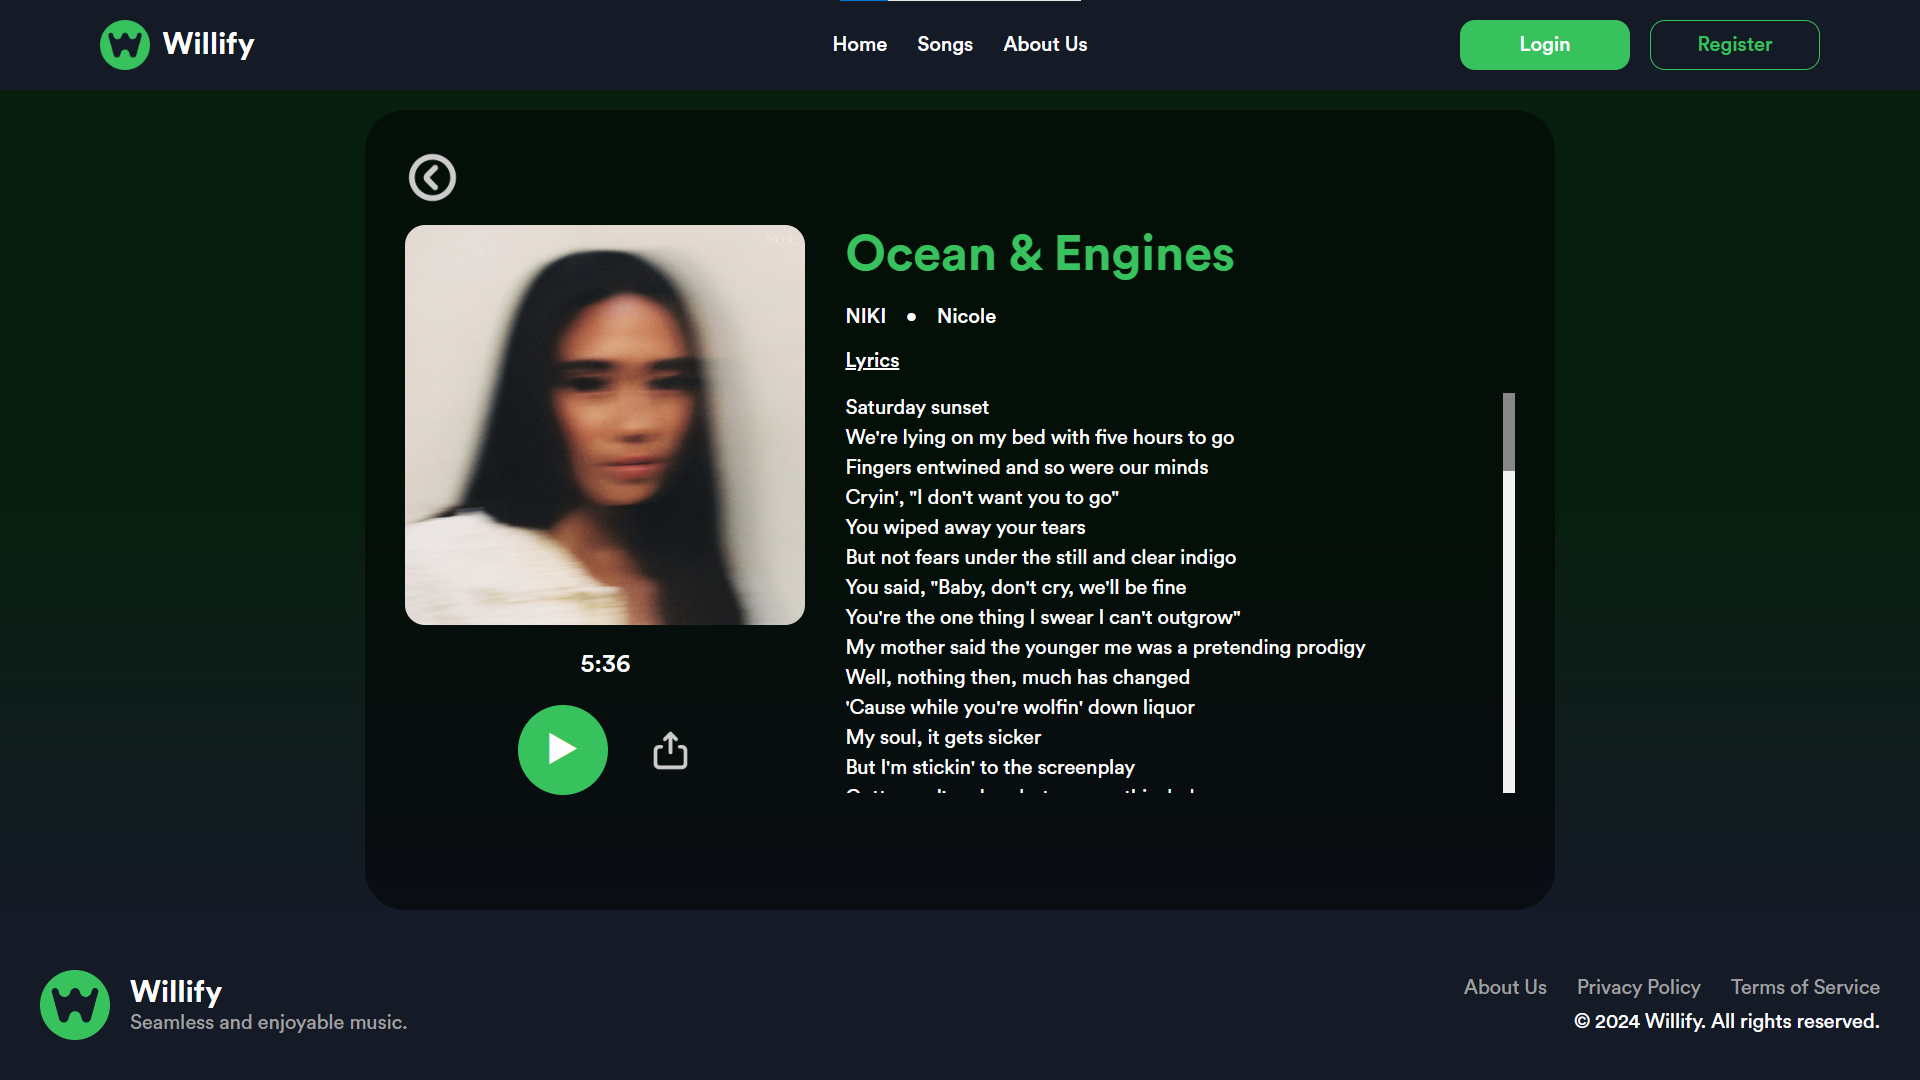 Willify
Home Songs About Us
Login Register
Ocean & Engines
NIKI • Nicole
Lyrics
Saturday sunset
We're lying on my bed with five hours to go
Fingers entwined and so were our minds
Cryin', "I don't want you to go"
You wiped away your tears
But not fears under the still and clear indigo
You said, "Baby, don't cry, we'll be fine
You're the one thing I swear I can't outgrow"
My mother said the younger me was a pretending prodigy
Well, nothing then, much has changed
'Cause while you're wolfin' down liquor
My soul, it gets sicker
But I'm stickin' to the screenplay
5:36
Willify
Seamless and enjoyable music.
About Us Privacy Policy Terms of Service
© 2024 Willify. All rights reserved.